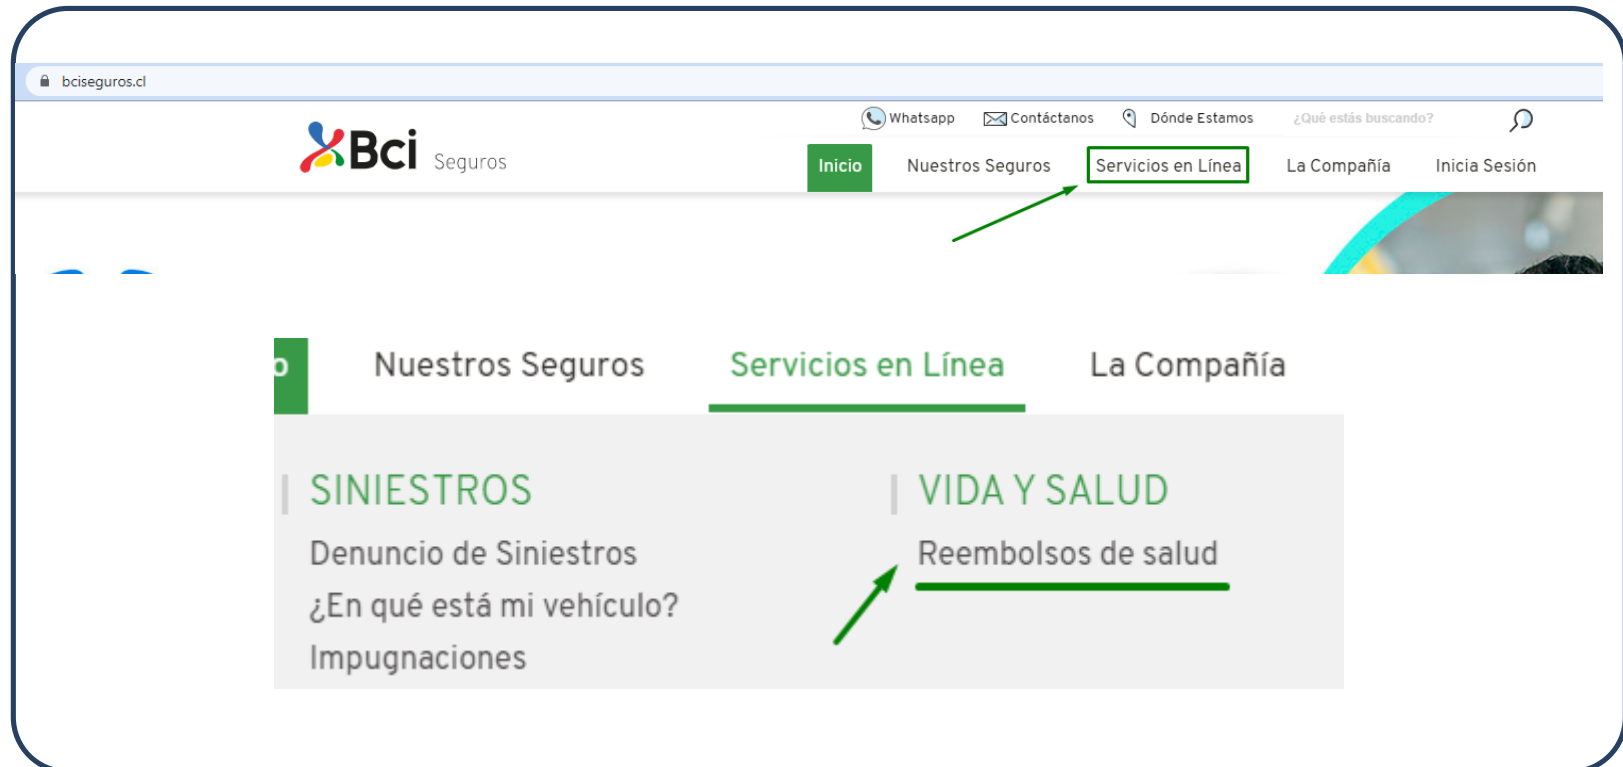 bciseguros.cl
Whatsapp Contáctanos Dónde Estamos ¿Qué estás buscando?
Bci Seguros
Inicio Nuestros Seguros Servicios en Línea La Compañía Inicia Sesión
o Nuestros Seguros Servicios en Línea La Compañía
SINIESTROS
Denuncio de Siniestros
¿En qué está mi vehículo?
Impugnaciones
VIDA Y SALUD
Reembolsos de salud